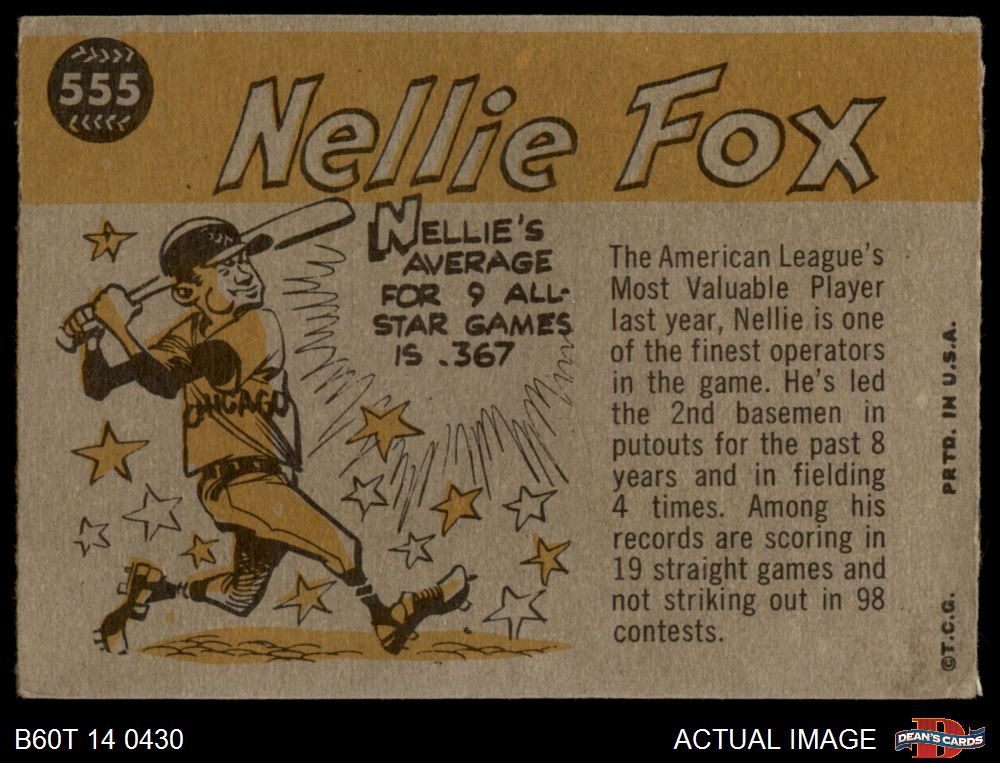 555
Nellie Fox
NELLIE'S
AVERAGE
FOR 9 ALL-
STAR GAMES
IS .367
CHICAGO
The American League's
Most Valuable Player
last year, Nellie is one
of the finest operators
in the game. He's led
the 2nd basemen in
putouts for the past 8
years and in fielding
4 times. Among his
records are scoring in
19 straight games and
not striking out in 98
contests.
©T.C.G. PRTD. IN U.S.A.
B60T 14 0430
ACTUAL IMAGE
DEAN'S CARDS